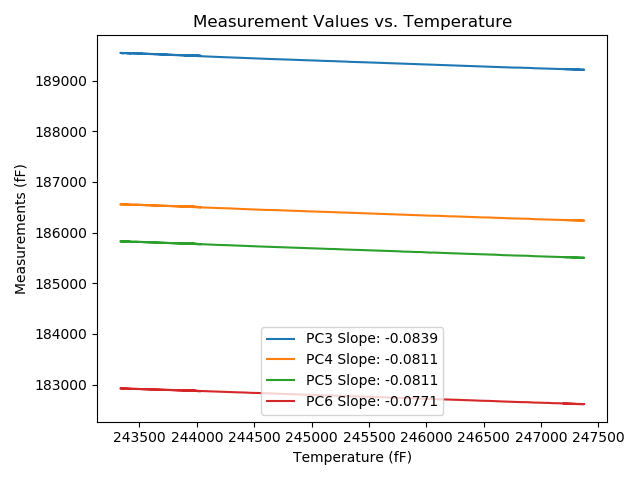 Measurement Values vs. Temperature
Measurements (fF)
189000
188000
187000
186000
185000
184000
183000
PC3 Slope: -0.0839
PC4 Slope: -0.0811
PC5 Slope: -0.0811
PC6 Slope: -0.0771
243500 244000 244500 245000 245500 246000 246500 247000 247500
Temperature (fF)